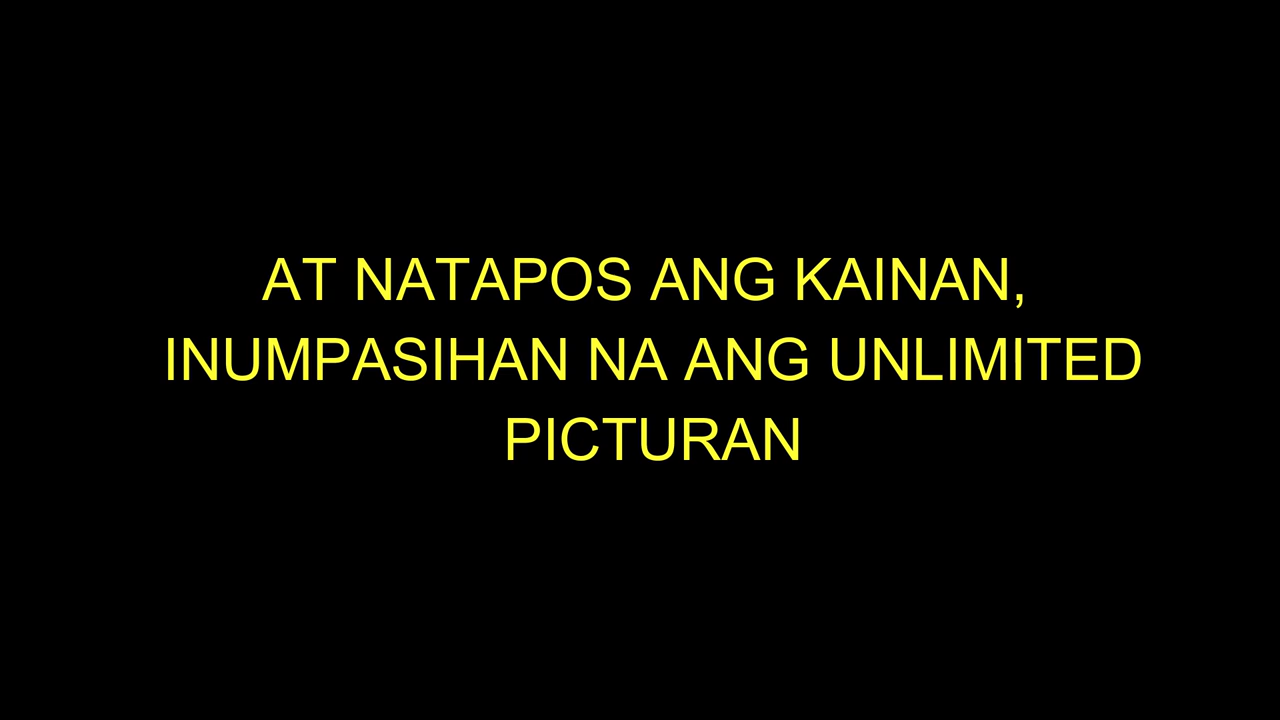 AT NATAPOS ANG KAINAN,
INUMPASIHAN NA ANG UNLIMITED
PICTURAN